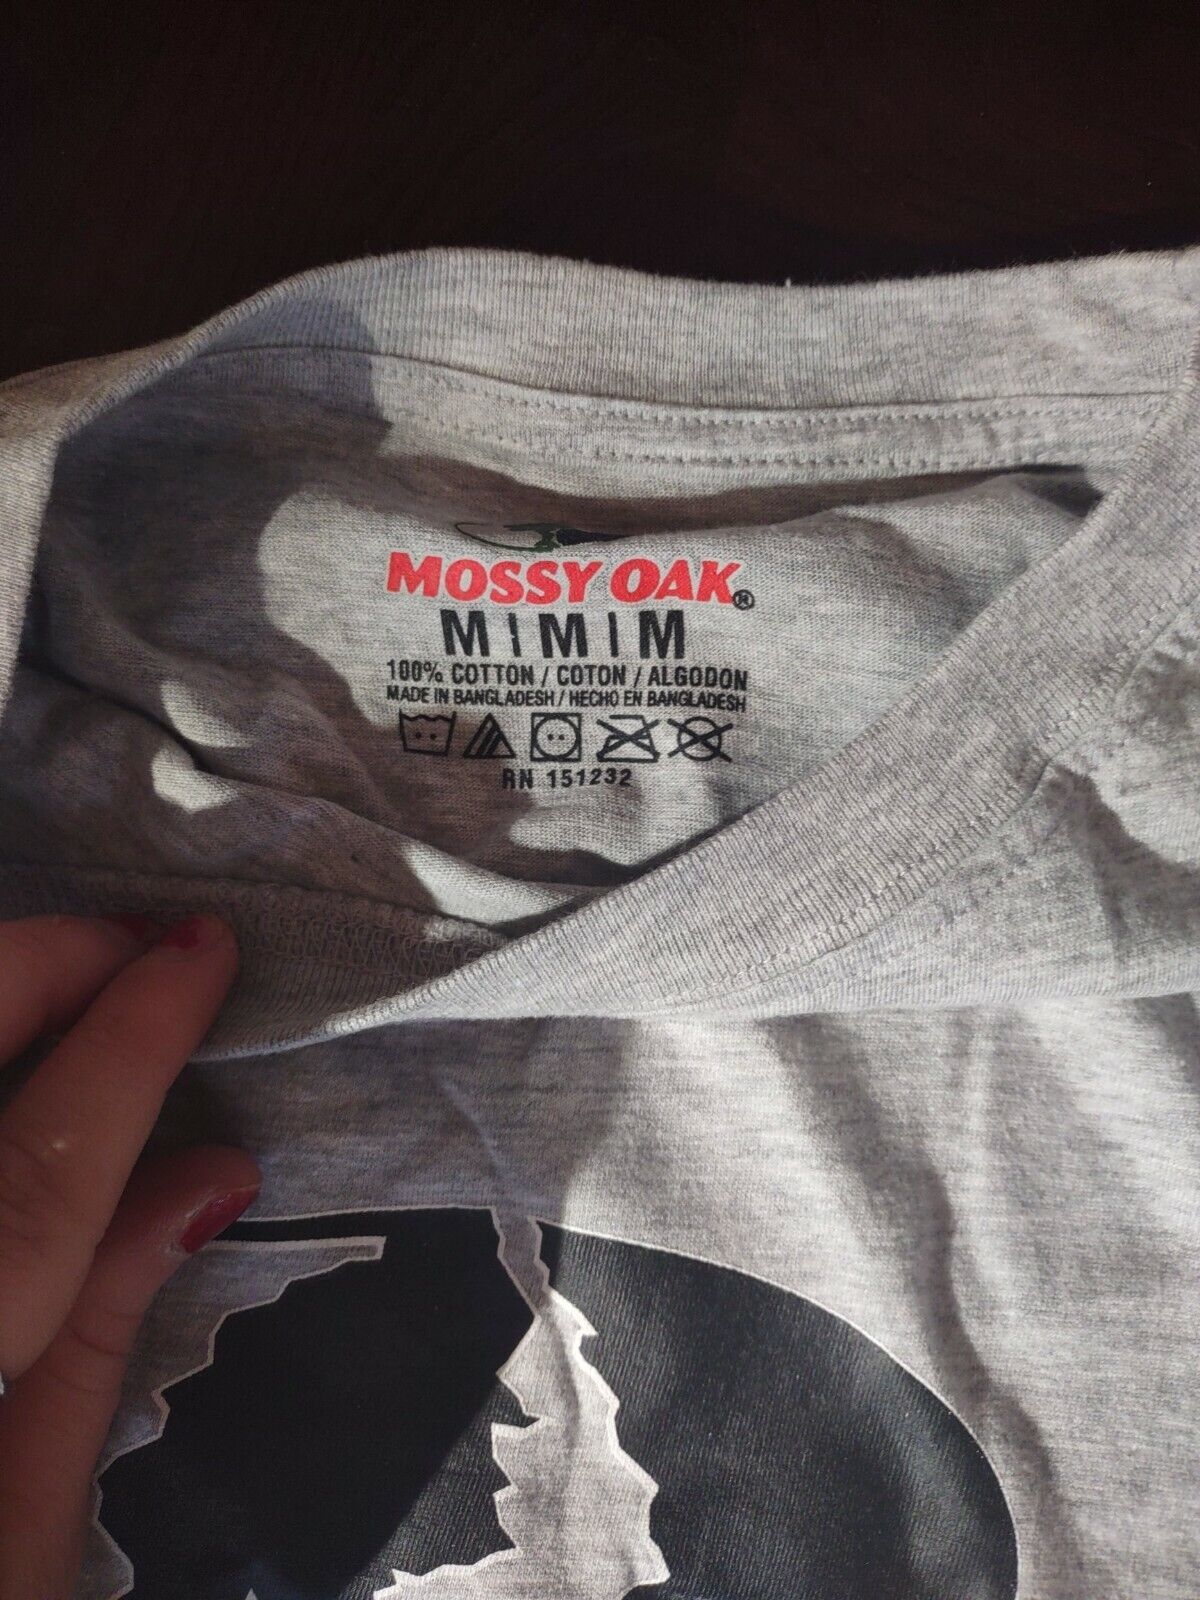 MOSSY OAK®
M | M | M
100% COTTON / COTON / ALGODON
MADE IN BANGLADESH / HECHO EN BANGLADESH
RN 151232